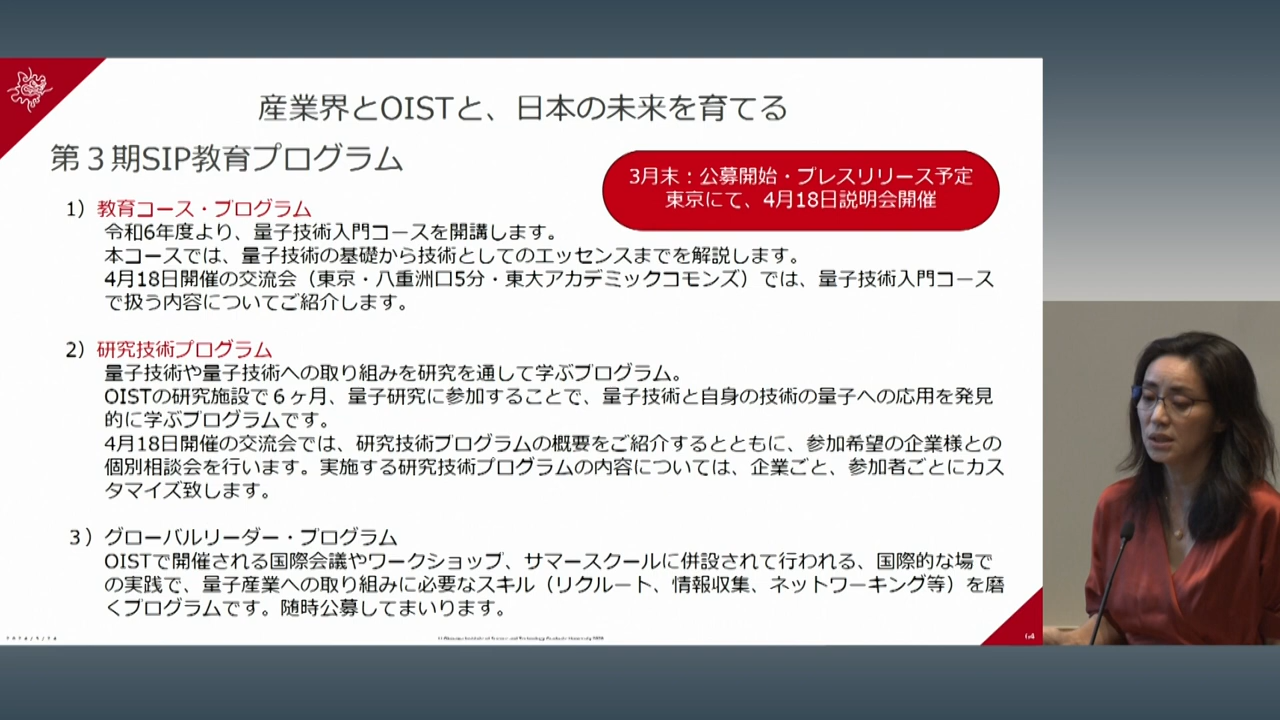 産業界とOISTと、日本の未来を育てる
第３期SIP教育プログラム
3月末：公募開始・プレスリリース予定
東京にて、4月18日説明会開催
1）教育コース・プログラム
令和6年度より、量子技術入門コースを開講します。
本コースでは、量子技術の基礎から技術としてのエッセンスまでを解説します。
4月18日開催の交流会（東京・八重洲口5分・東大アカデミックコモンズ）では、量子技術入門コース
で扱う内容についてご紹介します。
2）研究技術プログラム
量子技術や量子技術への取り組みを研究を通して学ぶプログラム。
OISTの研究施設で６ヶ月、量子研究に参加することで、量子技術と自身の技術の量子への応用を発見
的に学ぶプログラムです。
4月18日開催の交流会では、研究技術プログラムの概要をご紹介するとともに、参加希望の企業様との
個別相談会を行います。実施する研究技術プログラムの内容については、企業ごと、参加者ごとにカス
タマイズ致します。
３）グローバルリーダー・プログラム
OISTで開催される国際会議やワークショップ、サマースクールに併設されて行われる、国際的な場で
の実践で、量子産業への取り組みに必要なスキル（リクルート、情報収集、ネットワーキング等）を磨
くプログラムです。随時公募してまいります。